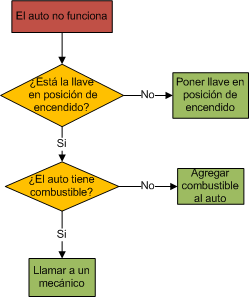 El auto no funciona
¿Está la llave
en posición de
encendido?
No
Poner llave en
posición de
encendido
Si
¿El auto tiene
combustible?
No
Agregar
combustible
al auto
Si
Llamar a un
mecánico